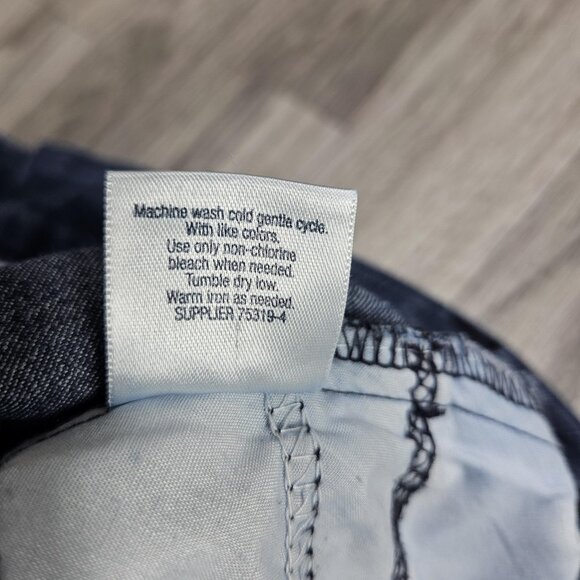 Machine wash cold gentle cycle.
With like colors.
Use only non-chlorine
bleach when needed.
Tumble dry low.
Warm iron as needed.
SUPPLIER 75319-4